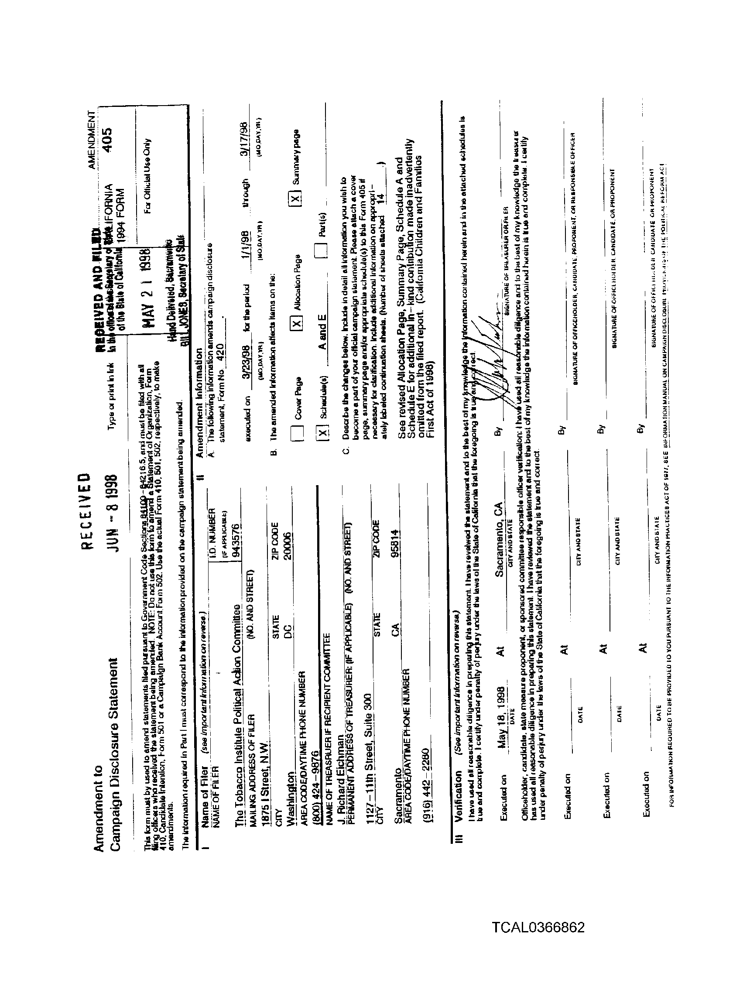 RECEIVED
JUN - 8 1998
Amendment to
Campaign Disclosure Statement
Type or print in ink
RECEIVED AND FILED
in the office of the Secretary of State
of the State of California
MAY 21 1998
Hand Delivered, Sacramento
BILL JONES, Secretary of State
AMENDMENT
CALIFORNIA
1994 FORM 405
For Official Use Only
This form must by used to amend statements filed pursuant to Government Code Sections 84100 - 84216.5, and must be filed with all
filing officers who received the statement being amended. NOTE: Do not use this form to amend a Statement of Organization, Form
410, Candidate Intention, Form 501 or a Campaign Bank Account Form 502. Use the actual Form 410, 501, 502, respectively, to make
amendments.
The information required in Part I must correspond to the information provided on the campaign statement being amended.
I Name of Filer (see important information on reverse.)
NAME OF FILER
I.D. NUMBER
(IF APPLICABLE)
The Tobacco Institute Political Action Committee
943576
MAILING ADDRESS OF FILER (NO. AND STREET)
1875 I Street, N.W.
CITY STATE ZIP CODE
Washington DC 20006
AREA CODE/DAYTIME PHONE NUMBER
(800) 424-9876
NAME OF TREASRUER IF RECIPIENT COMMITTEE
J. Richard Eichman
PERMANENT ADDRESS OF TREASURER: (IF APPLICABLE) (NO. AND STREET)
1127-11th Street, Suite 300
CITY STATE ZIP CODE
Sacramento CA 95814
AREA CODE/DAYTIME PHONE NUMBER
(916) 442-2280
II Amendment Information
A. The following information amends campaign disclosure
statement, Form No. 420
executed on 3/23/98 for the period 1/1/98 through 3/17/98
(MO,DAY,YR) (MO,DAY,YR) (MO,DAY,YR)
B. The amended information affects items on the:
Cover Page X Allocation Page X Summary page
X Schedule(s) A and E Part(s)
C. Describe the changes below. Include in detail all information you wish to
become a part of your official campaign statement. Please attach a cover
page, summary page and/or appropriate schedule(s) to this Form 405 if
necessary for clarification. Include additional information on appropri-
ately labeled continuation sheets. (Number of sheets attached 14 .)
See revised Allocation Page, Summary Page, Schedule A and
Schedule E for additional in-kind contribution made inadvertently
omitted from the filed report. (California Children and Families
First Act of 1998)
III Verification (See important information on reverse.)
I have used all reasonable diligence in preparing this statement. I have reveiwed the statement and to the best of my knowledge the information contained herein and in the attached schedules is
true and complete. I certify under penalty of perjury under the laws of the State of California that the foregoing is true and correct.
Executed on May 18, 1998 At Sacramento, CA By
DATE CITY AND STATE SIGNATURE OF TREASURER OR FILER
Officeholder, candidate, state measure proponent, or sponsored committee responsible officer verification: I have used all reasonable diligence and to the best of my knowledge the treasurer
has used all reasonable diligence in preparing this statement. I have reviewed the statement and to the best of my knowledge the information contained herein is true and complete. I certify
under penalty of perjury under the laws of the State of California that the foregoing is true and correct.
Executed on At By
DATE CITY AND STATE SIGNATURE OF OFFICEHOLDER, CANDIDATE, PROPONENT, OR RESPONSIBLE OFFICER
Executed on At By
DATE CITY AND STATE SIGNATURE OF OFFICEHOLDER, CANDIDATE OR PROPONENT
Executed on At By
DATE CITY AND STATE SIGNATURE OF OFFICEHOLDER, CANDIDATE OR PROPONENT
FOR INFORMATION REQUIRED TO BE PROVIDED TO YOU PURSUANT TO THE INFORMATION PRACTICES ACT OF 1977, SEE INFORMATION MANUAL ON CAMPAIGN DISCLOSURE PROVISIONS OF THE POLITICAL REFORM ACT
TCAL0366862